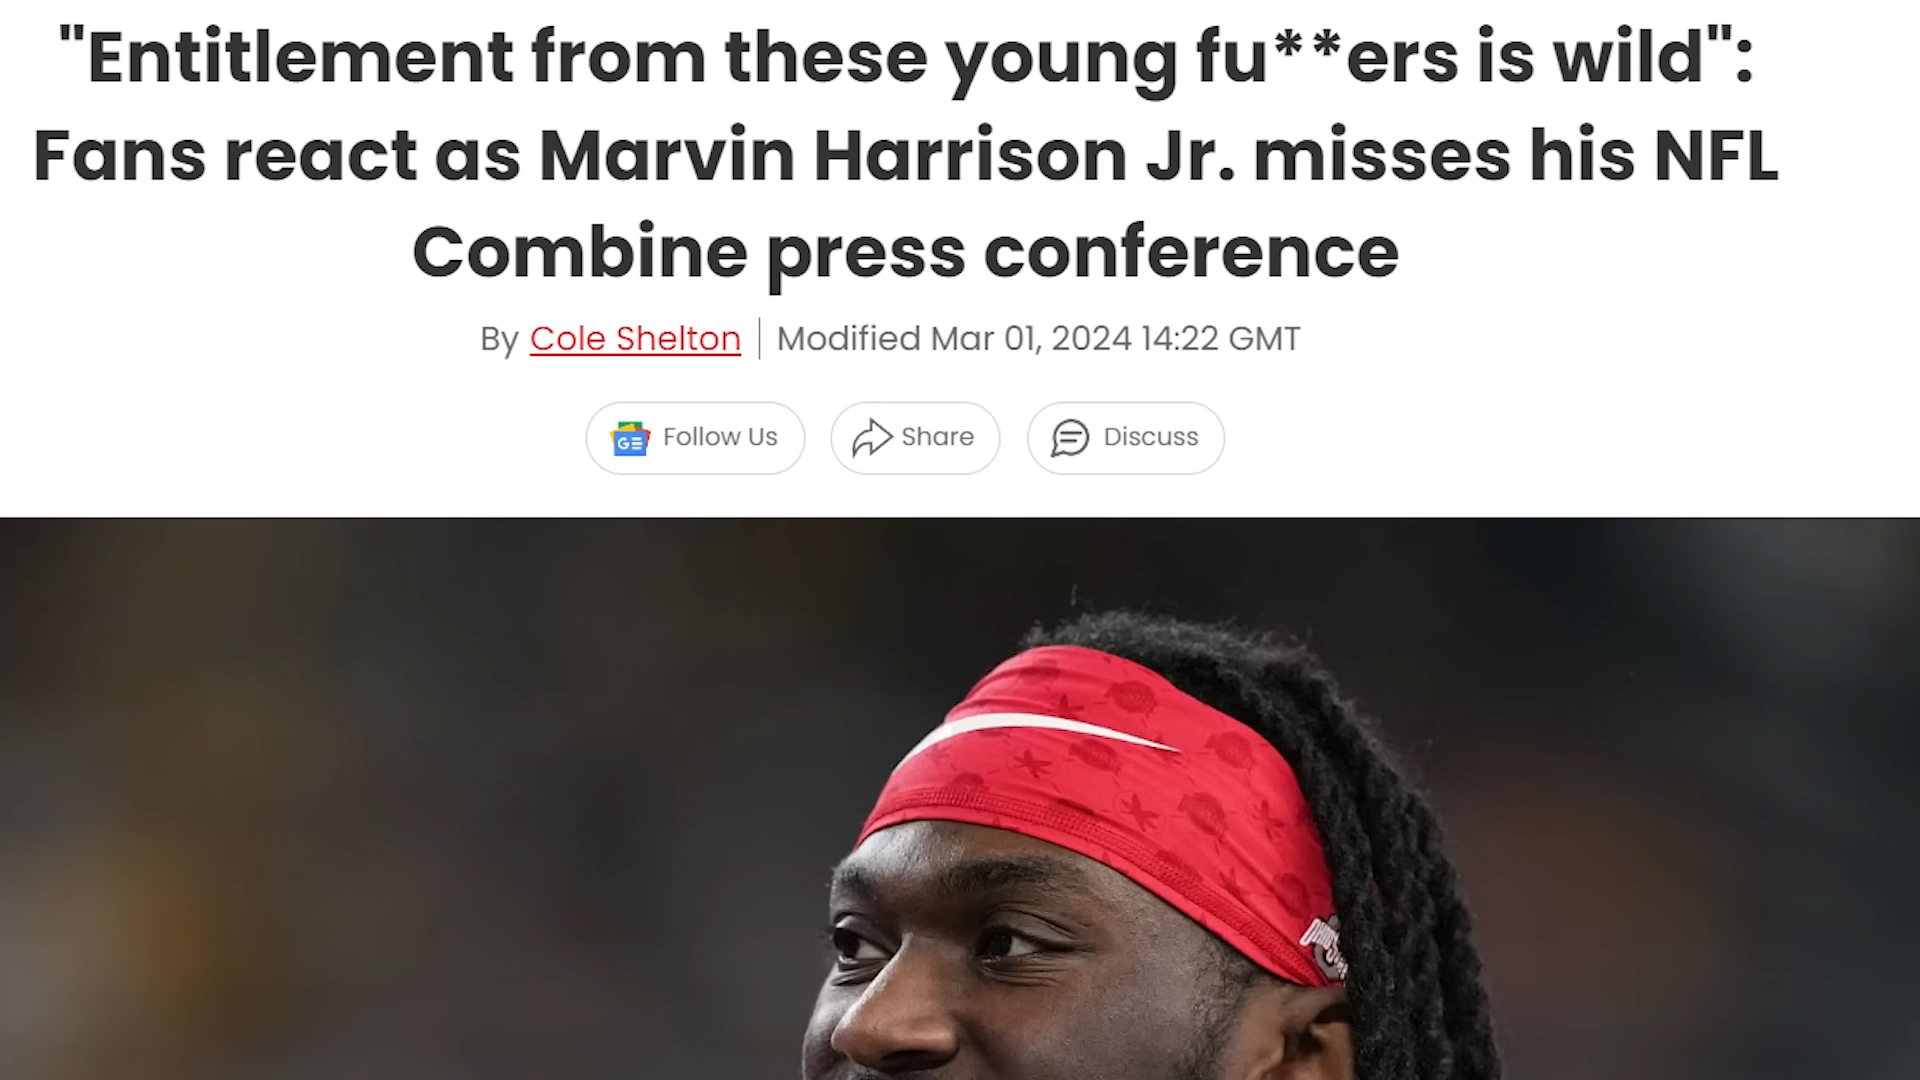 "Entitlement from these young fu**ers is wild":
Fans react as Marvin Harrison Jr. misses his NFL
Combine press conference
By Cole Shelton | Modified Mar 01, 2024 14:22 GMT
GE Follow Us Share Discuss